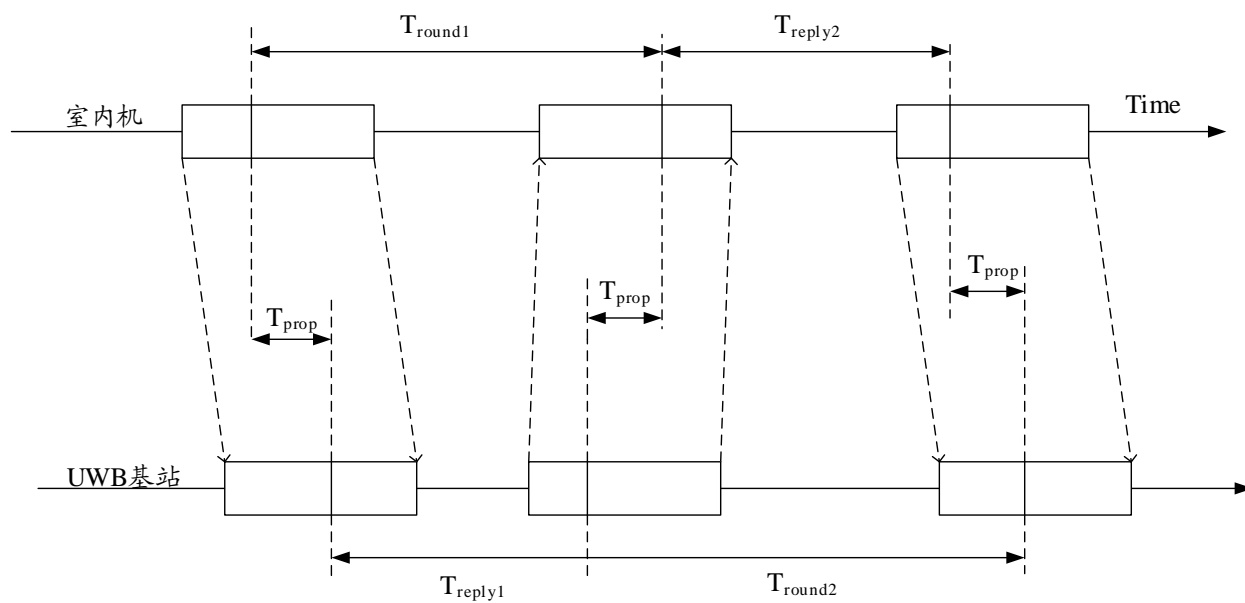 Tround1
Treply2
室内机
Time
Tprop
Tprop
Tprop
UWB基站
Treply1
Tround2